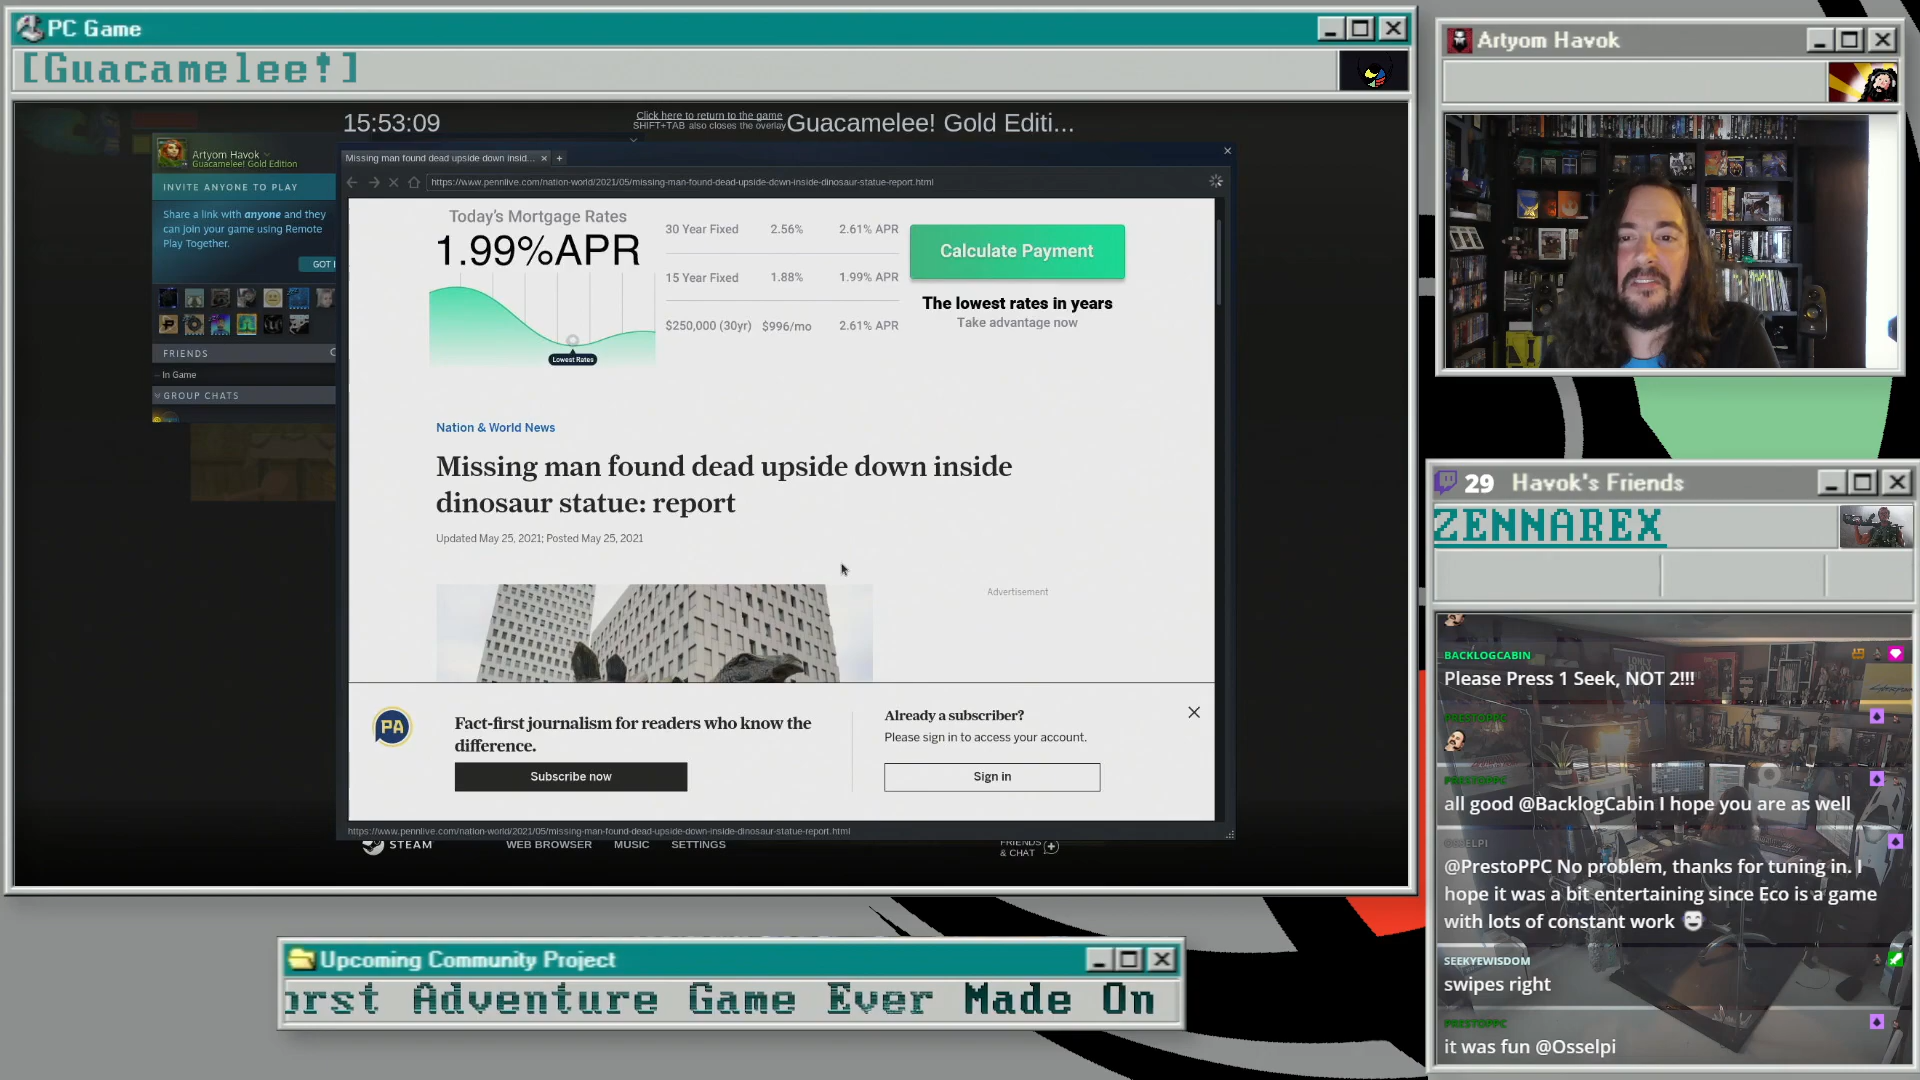 PC Game
[Guacamelee!]
15:53:09
Click here to return to the game
SHIFT+TAB also closes the overlay
Guacamelee! Gold Editi...
Artyom Havok
Guacamelee! Gold Edition
INVITE ANYONE TO PLAY
Share a link with anyone and they
can join your game using Remote
Play Together.
GOT I
FRIENDS
In Game
GROUP CHATS
Missing man found dead upside down insid...
https://www.pennlive.com/nation-world/2021/05/missing-man-found-dead-upside-down-inside-dinosaur-statue-report.html
Today's Mortgage Rates
1.99%APR
Lowest Rates
30 Year Fixed 2.56% 2.61% APR
15 Year Fixed 1.88% 1.99% APR
$250,000 (30yr) $996/mo 2.61% APR
Calculate Payment
The lowest rates in years
Take advantage now
Nation & World News
Missing man found dead upside down inside
dinosaur statue: report
Updated May 25, 2021; Posted May 25, 2021
Advertisement
PA
Fact-first journalism for readers who know the
difference.
Subscribe now
Already a subscriber?
Please sign in to access your account.
Sign in
https://www.pennlive.com/nation-world/2021/05/missing-man-found-dead-upside-down-inside-dinosaur-statue-report.html
STEAM
WEB BROWSER
MUSIC
SETTINGS
FRIENDS
& CHAT
Upcoming Community Project
orst Adventure Game Ever Made On
Artyom Havok
29 Havok's Friends
ZENNAREX
BACKLOGCABIN
Please Press 1 Seek, NOT 2!!!
PRESTOPPC
PRESTOPPC
all good @BacklogCabin I hope you are as well
OSSELPI
@PrestoPPC No problem, thanks for tuning in. I
hope it was a bit entertaining since Eco is a game
with lots of constant work
SEEKYEWISDOM
swipes right
PRESTOPPC
it was fun @Osselpi